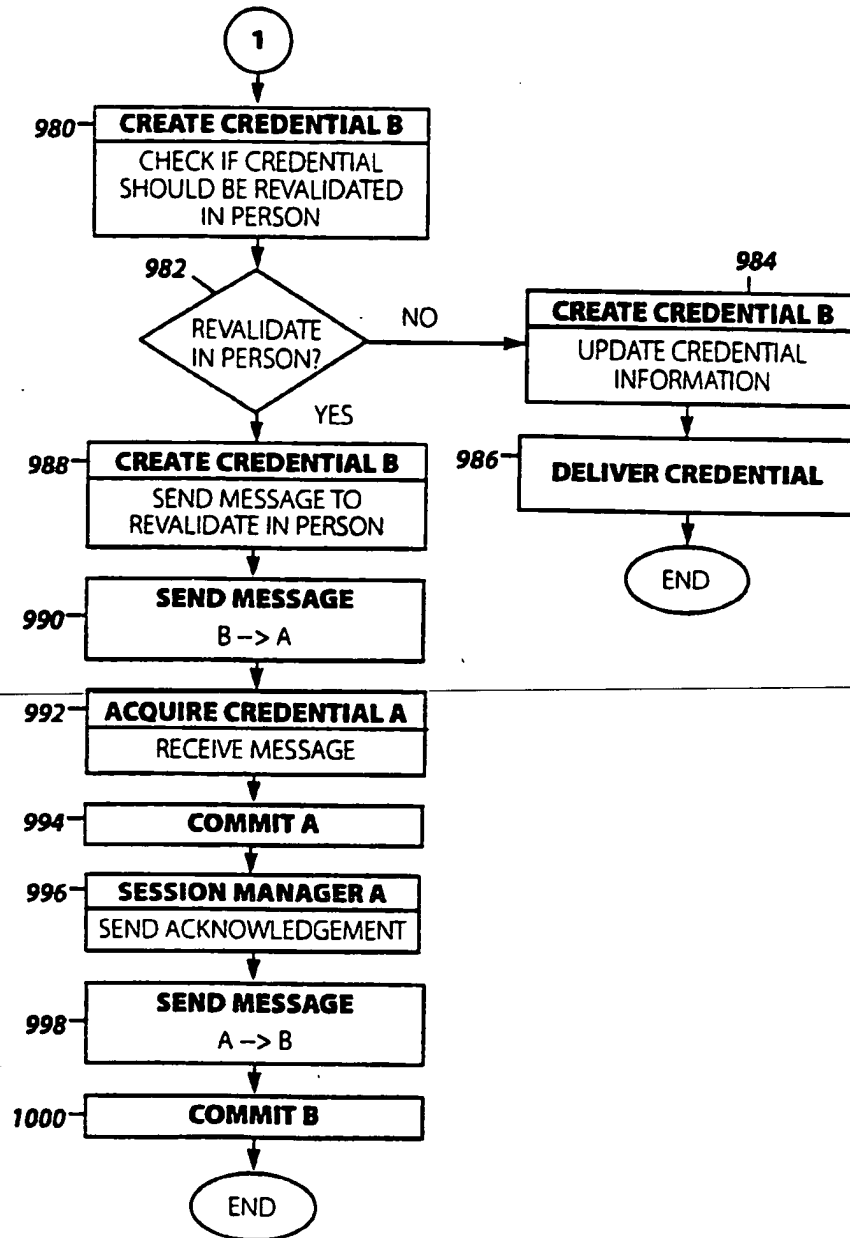 1
980
CREATE CREDENTIAL B
CHECK IF CREDENTIAL
SHOULD BE REVALIDATED
IN PERSON
982
REVALIDATE
IN PERSON?
NO
YES
984
CREATE CREDENTIAL B
UPDATE CREDENTIAL
INFORMATION
986
DELIVER CREDENTIAL
END
988
CREATE CREDENTIAL B
SEND MESSAGE TO
REVALIDATE IN PERSON
990
SEND MESSAGE
B --> A
992
ACQUIRE CREDENTIAL A
RECEIVE MESSAGE
994
COMMIT A
996
SESSION MANAGER A
SEND ACKNOWLEDGEMENT
998
SEND MESSAGE
A --> B
1000
COMMIT B
END